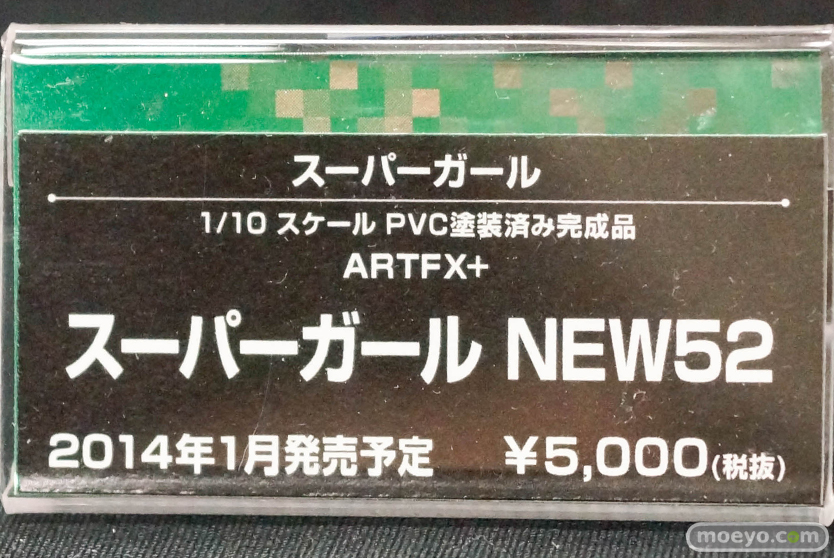 スーパーガール
1/10 スケール PVC塗装済み完成品
ARTFX+
スーパーガール NEW52
2014年1月発売予定 ¥5,000(税抜)
moeyo.com